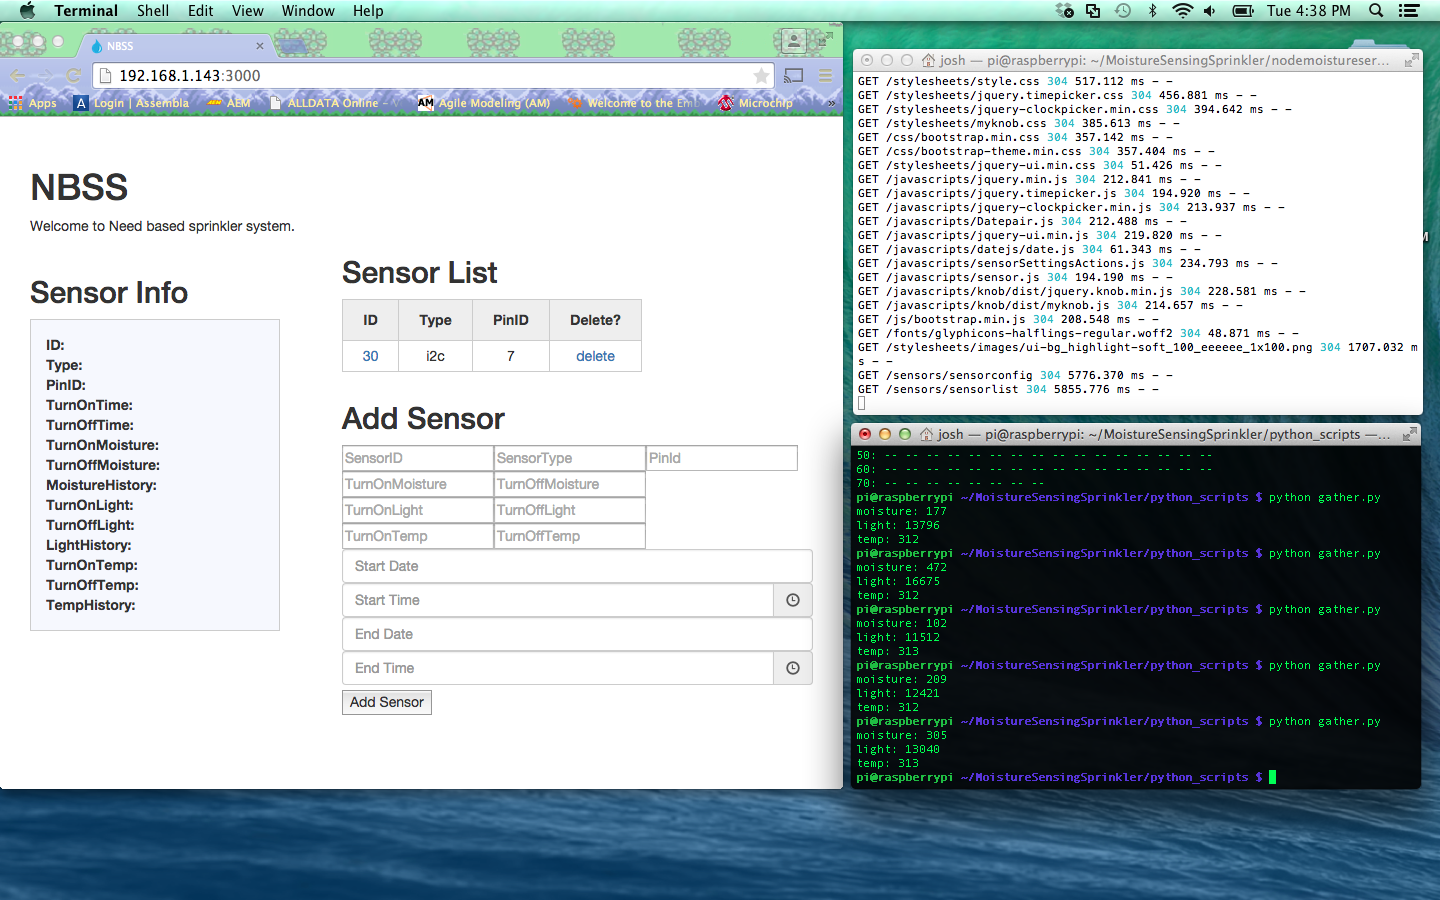 Terminal Shell Edit View Window Help
Tue 4:38 PM
NBSS
192.168.1.143:3000
Apps
Login | Assembla
AEM
ALLDATA Online -
Agile Modeling (AM)
Welcome to the Em
Microchip
»
NBSS
Welcome to Need based sprinkler system.
Sensor Info
ID:
Type:
PinID:
TurnOnTime:
TurnOffTime:
TurnOnMoisture:
TurnOffMoisture:
MoistureHistory:
TurnOnLight:
TurnOffLight:
LightHistory:
TurnOnTemp:
TurnOffTemp:
TempHistory:
Sensor List
ID Type PinID Delete?
30 i2c 7 delete
Add Sensor
SensorID SensorType PinId
TurnOnMoisture TurnOffMoisture
TurnOnLight TurnOffLight
TurnOnTemp TurnOffTemp
Start Date
Start Time
End Date
End Time
Add Sensor
josh — pi@raspberrypi: ~/MoistureSensingSprinkler/nodemoistureser...
GET /stylesheets/style.css 304 517.112 ms - -
GET /stylesheets/jquery.timepicker.css 304 456.881 ms - -
GET /stylesheets/jquery-clockpicker.min.css 304 394.642 ms - -
GET /stylesheets/myknob.css 304 385.613 ms - -
GET /css/bootstrap.min.css 304 357.142 ms - -
GET /css/bootstrap-theme.min.css 304 357.404 ms - -
GET /stylesheets/jquery-ui.min.css 304 51.426 ms - -
GET /javascripts/jquery.min.js 304 212.841 ms - -
GET /javascripts/jquery.timepicker.js 304 194.920 ms - -
GET /javascripts/jquery-clockpicker.min.js 304 213.937 ms - -
GET /javascripts/Datepair.js 304 212.488 ms - -
GET /javascripts/jquery-ui.min.js 304 219.820 ms - -
GET /javascripts/datejs/date.js 304 61.343 ms - -
GET /javascripts/sensorSettingsActions.js 304 234.793 ms - -
GET /javascripts/sensor.js 304 194.190 ms - -
GET /javascripts/knob/dist/jquery.knob.min.js 304 228.581 ms - -
GET /javascripts/knob/dist/myknob.js 304 214.657 ms - -
GET /js/bootstrap.min.js 304 208.548 ms - -
GET /fonts/glyphicons-halflings-regular.woff2 304 48.871 ms - -
GET /stylesheets/images/ui-bg_highlight-soft_100_eeeeee_1x100.png 304 1707.032 m
s - -
GET /sensors/sensorconfig 304 5776.370 ms - -
GET /sensors/sensorlist 304 5855.776 ms - -
josh — pi@raspberrypi: ~/MoistureSensingSprinkler/python_scripts —...
50: -- -- -- -- -- -- -- -- -- -- -- -- -- -- -- --
60: -- -- -- -- -- -- -- -- -- -- -- -- -- -- -- --
70: -- -- -- -- -- -- -- --
pi@raspberrypi ~/MoistureSensingSprinkler/python_scripts $ python gather.py
moisture: 177
light: 13796
temp: 312
pi@raspberrypi ~/MoistureSensingSprinkler/python_scripts $ python gather.py
moisture: 472
light: 16675
temp: 312
pi@raspberrypi ~/MoistureSensingSprinkler/python_scripts $ python gather.py
moisture: 102
light: 11512
temp: 313
pi@raspberrypi ~/MoistureSensingSprinkler/python_scripts $ python gather.py
moisture: 209
light: 12421
temp: 312
pi@raspberrypi ~/MoistureSensingSprinkler/python_scripts $ python gather.py
moisture: 305
light: 13040
temp: 313
pi@raspberrypi ~/MoistureSensingSprinkler/python_scripts $